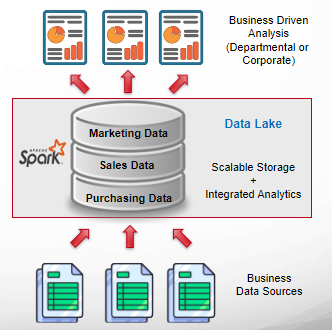 Business Driven
Analysis
(Departmental or
Corporate)
APACHE
Spark™
Marketing Data
Sales Data
Purchasing Data
Data Lake
Scalable Storage
+
Integrated Analytics
Business
Data Sources